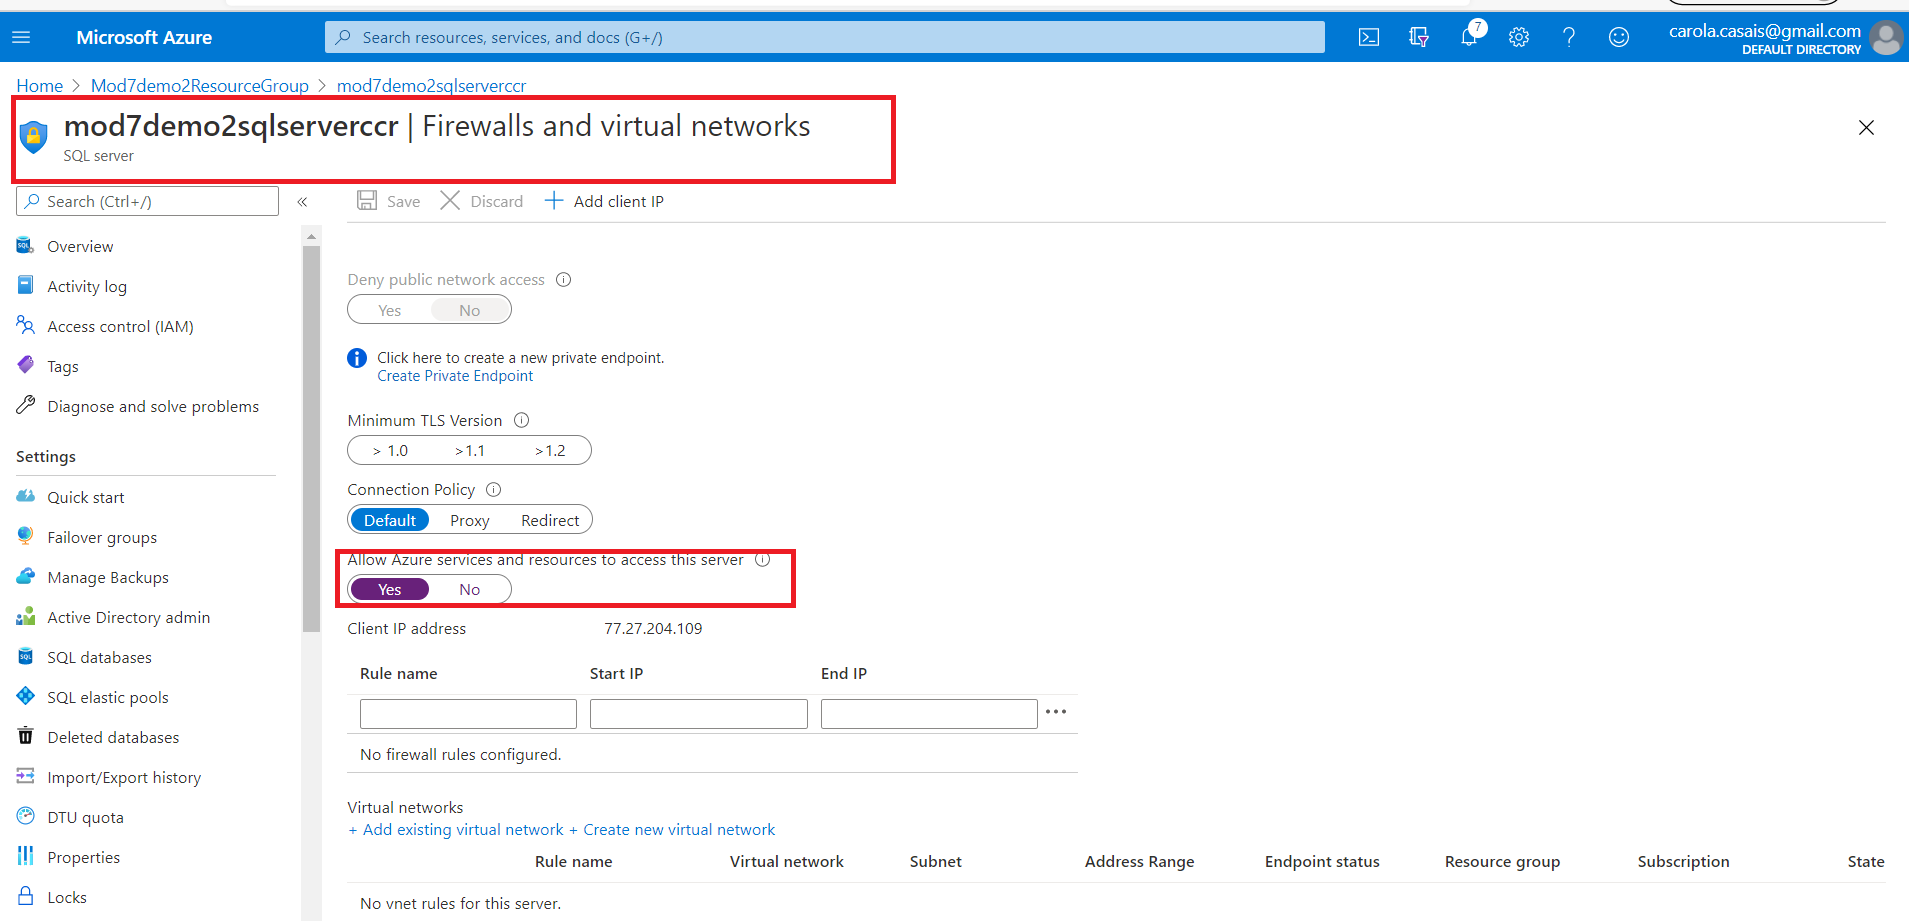 Microsoft Azure
Search resources, services, and docs (G+/)
7
carola.casais@gmail.com
DEFAULT DIRECTORY
Home > Mod7demo2ResourceGroup > mod7demo2sqlserverccr
mod7demo2sqlserverccr | Firewalls and virtual networks
SQL server
Search (Ctrl+/)
«
Save
Discard
Add client IP
Overview
Activity log
Access control (IAM)
Tags
Diagnose and solve problems
Settings
Quick start
Failover groups
Manage Backups
Active Directory admin
SQL databases
SQL elastic pools
Deleted databases
Import/Export history
DTU quota
Properties
Locks
Deny public network access
Yes No
Click here to create a new private endpoint.
Create Private Endpoint
Minimum TLS Version
> 1.0 >1.1 >1.2
Connection Policy
Default Proxy Redirect
Allow Azure services and resources to access this server
Yes No
Client IP address 77.27.204.109
Rule name Start IP End IP
No firewall rules configured.
Virtual networks
+ Add existing virtual network + Create new virtual network
Rule name Virtual network Subnet Address Range Endpoint status Resource group Subscription State
No vnet rules for this server.